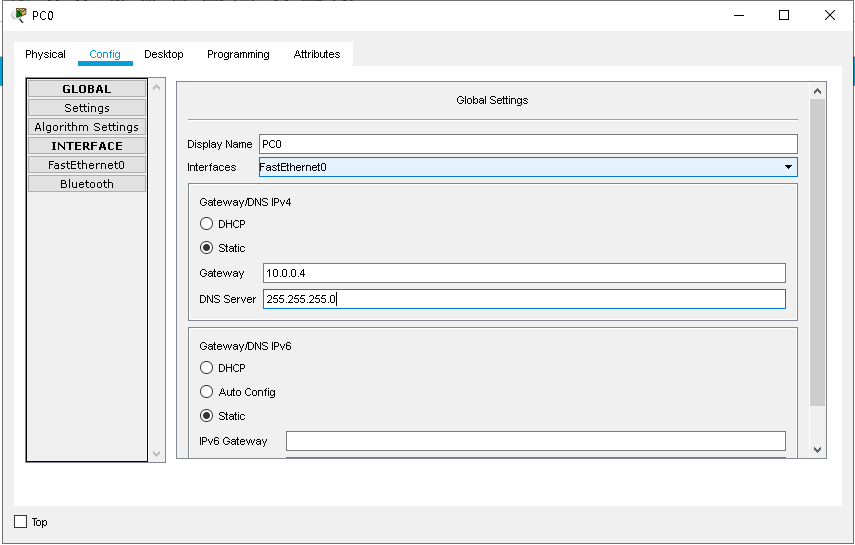 PC0
Physical Config Desktop Programming Attributes
GLOBAL
Settings
Algorithm Settings
INTERFACE
FastEthernet0
Bluetooth
Global Settings
Display Name PC0
Interfaces FastEthernet0
Gateway/DNS IPv4
DHCP
Static
Gateway 10.0.0.4
DNS Server 255.255.255.0
Gateway/DNS IPv6
DHCP
Auto Config
Static
IPv6 Gateway
Top